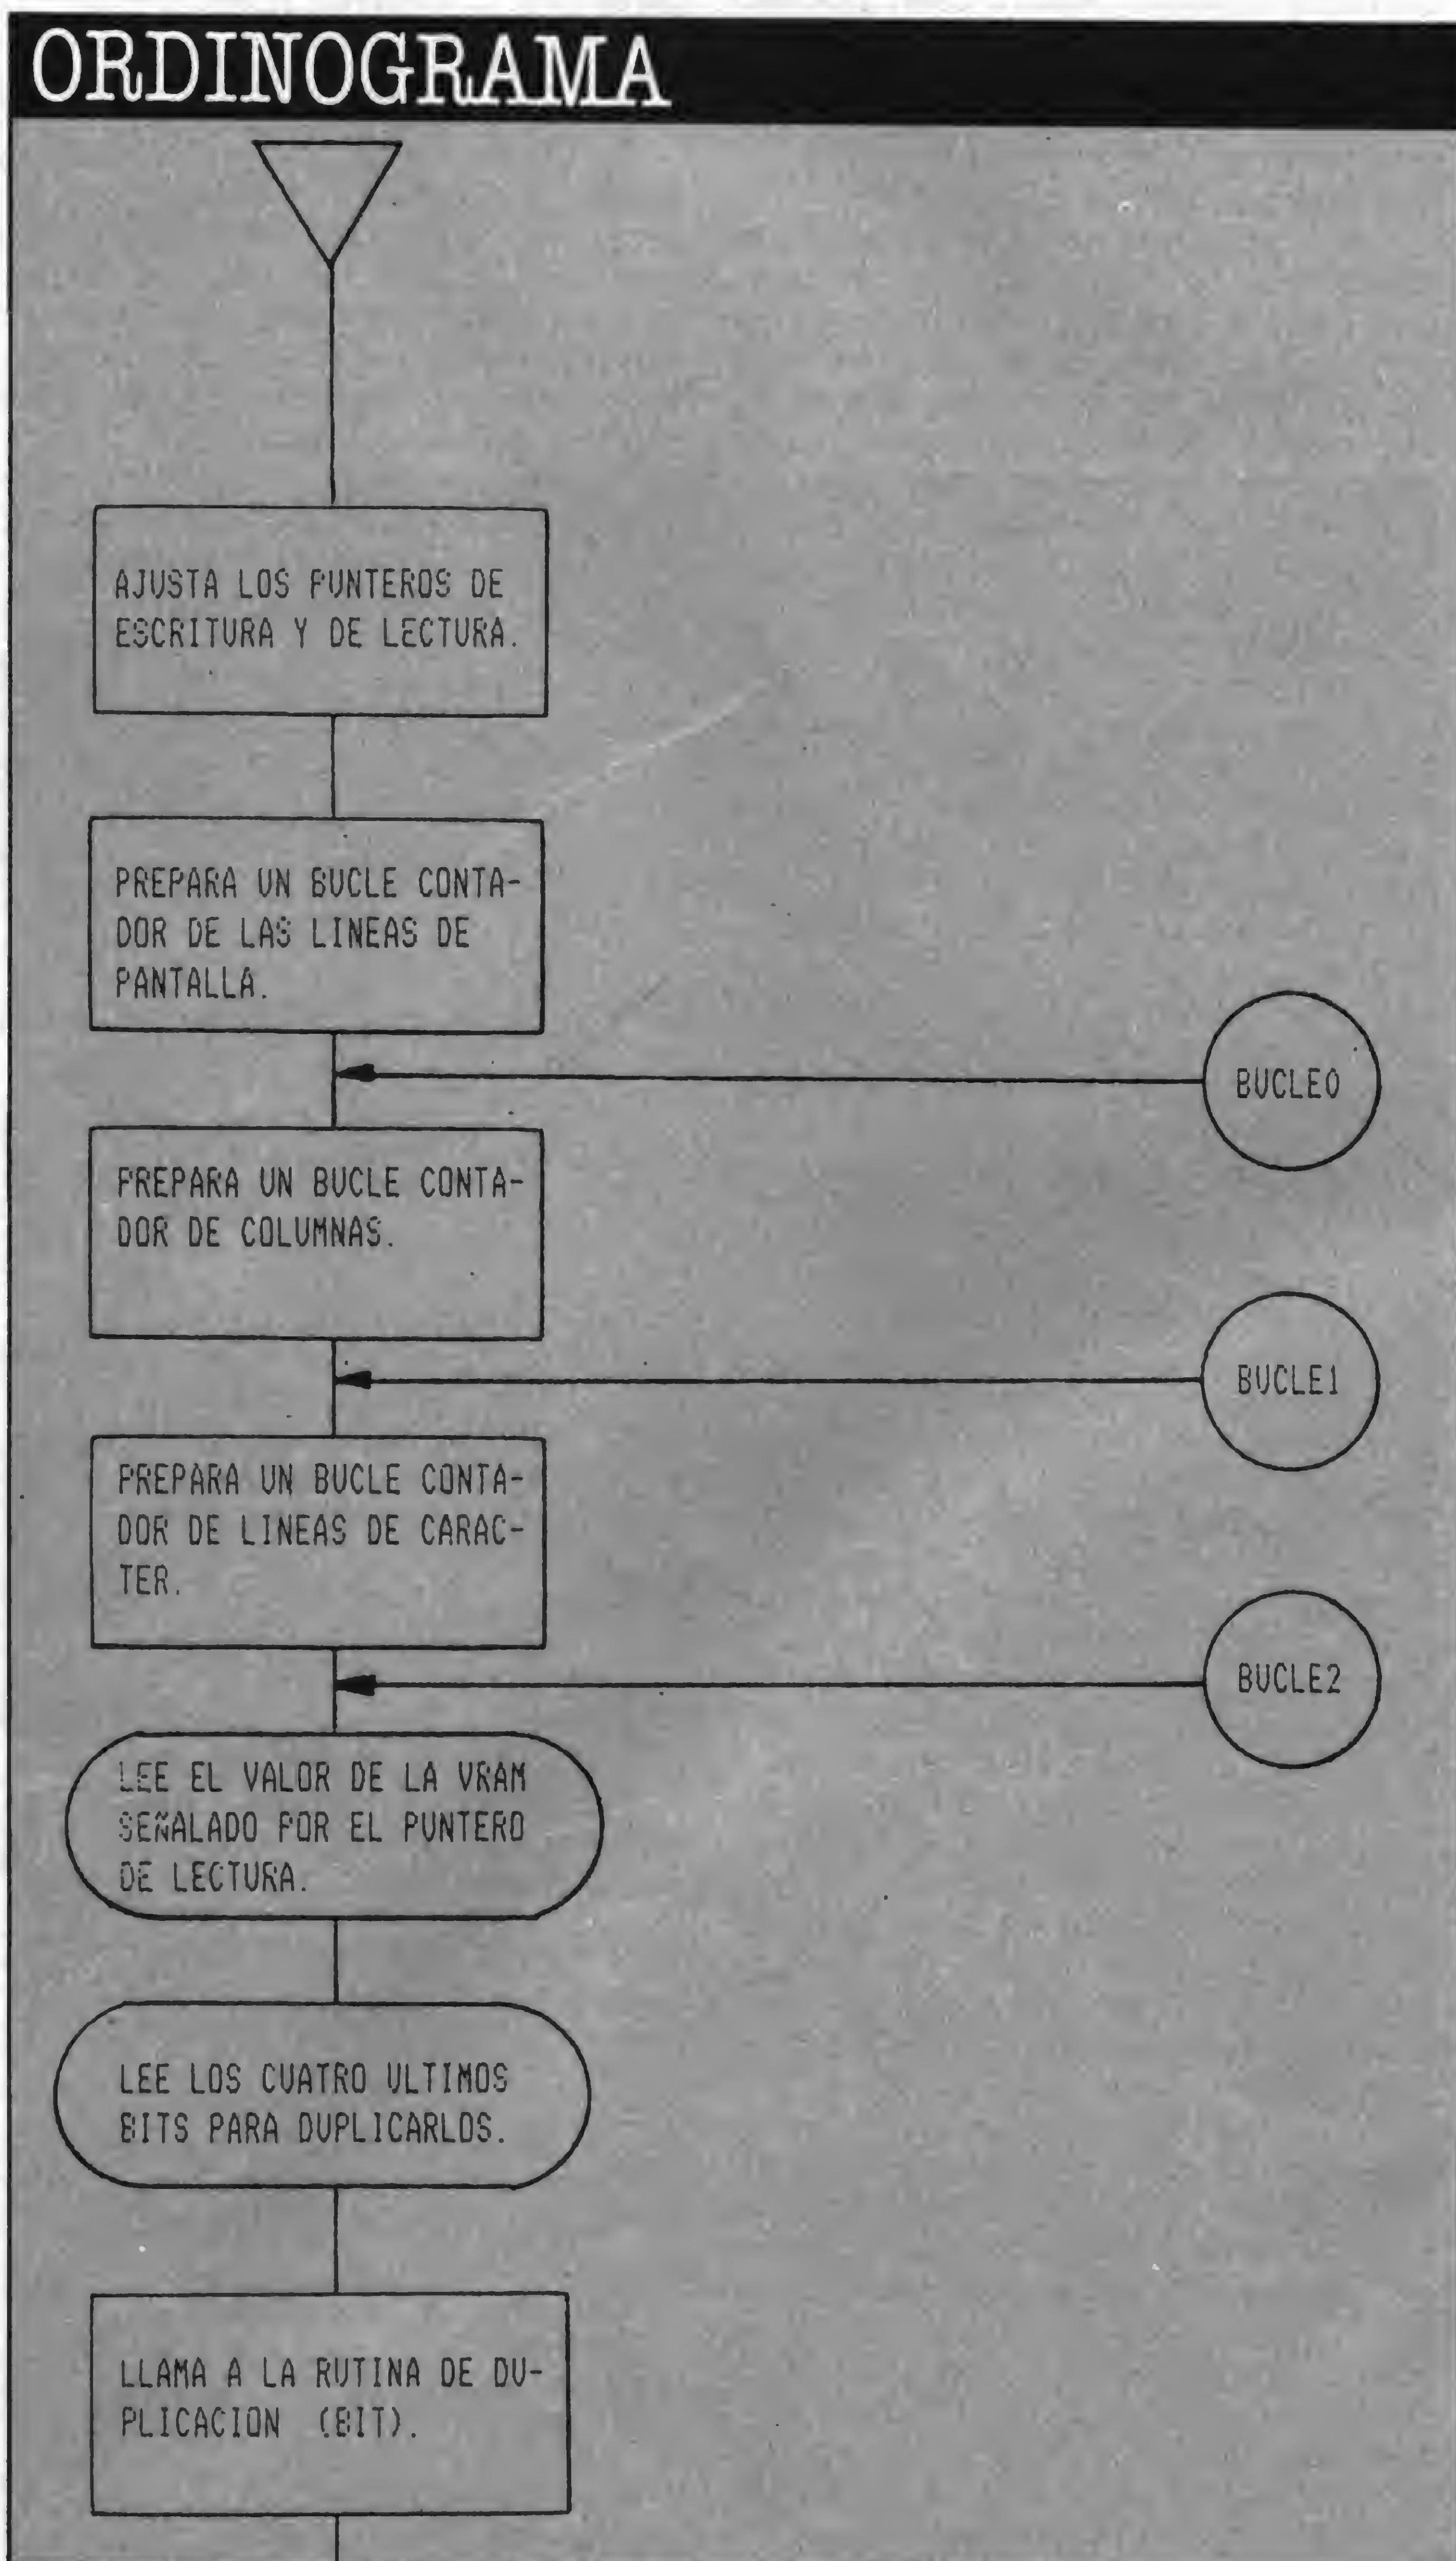 ORDINOGRAMA
AJUSTA LOS PUNTEROS DE
ESCRITURA Y DE LECTURA.
PREPARA UN BUCLE CONTA-
DOR DE LAS LINEAS DE
PANTALLA.
BUCLE0
PREPARA UN BUCLE CONTA-
DOR DE COLUMNAS.
BUCLE1
PREPARA UN BUCLE CONTA-
DOR DE LINEAS DE CARAC-
TER.
BUCLE2
LEE EL VALOR DE LA VRAM
SEÑALADO POR EL PUNTERO
DE LECTURA.
LEE LOS CUATRO ULTIMOS
BITS PARA DUPLICARLOS.
LLAMA A LA RUTINA DE DU-
PLICACION (BIT).